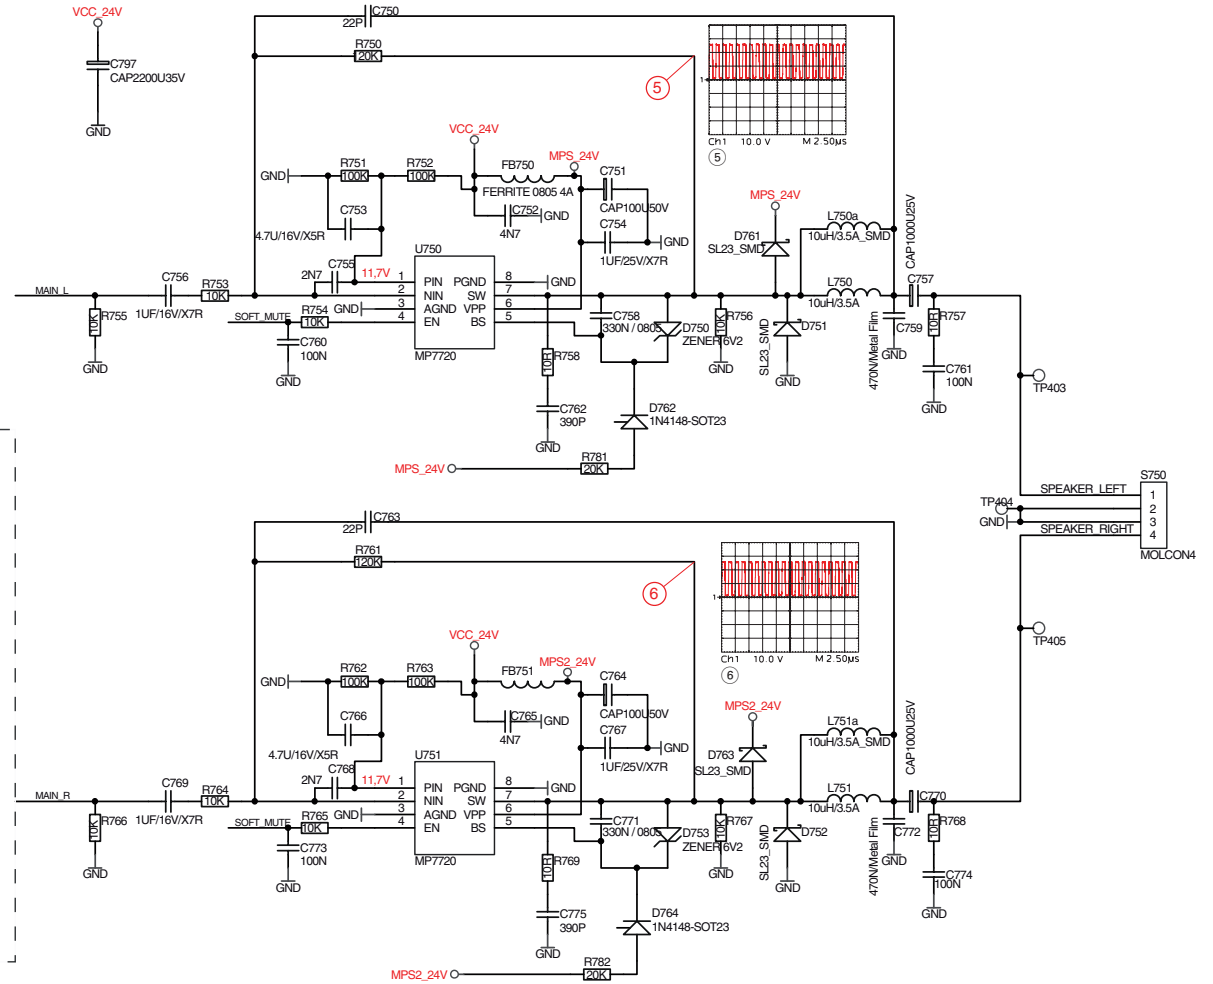 VCC_24V
C797
CAP2200U35V
GND
C750
22P
R750
20K
5
1
Ch1 10.0 V M 2.50µs
5
VCC_24V
MPS_24V
R751
100K
R752
100K
GND
FB750
FERRITE 0805 4A
C751
CAP100U50V
C752
4N7
GND
C753
4.7U/16V/X5R
C754
1UF/25V/X7R
GND
MPS_24V
D761
SL23_SMD
L750a
10uH/3.5A_SMD
CAP1000U25V
C757
U750
C755
2N7
11,7V
1 PIN PGND 8
2 NIN SW 7
3 AGND VPP 6
4 EN BS 5
MP7720
GND
GND
MAIN_L
C756
1UF/16V/X7R
R753
10K
R755
10K
GND
SOFT_MUTE
R754
10K
C760
100N
GND
C758
330N / 0805
D750
ZENER 6V2
R758
10R
C762
390P
GND
R756
10K
GND
D751
SL23_SMD
GND
L750
10uH/3.5A
C759
470N/Metal Film
GND
R757
10R
C761
100N
GND
TP403
D762
1N4148-SOT23
MPS_24V
R781
20K
S750
SPEAKER_LEFT 1
TP404 2
GND 3
SPEAKER_RIGHT 4
MOLCON4
TP405
C763
22P
R761
120K
6
1
Ch1 10.0 V M 2.50µs
6
VCC_24V
MPS2_24V
R762
100K
R763
100K
GND
FB751
C764
CAP100U50V
C765
4N7
GND
C766
4.7U/16V/X5R
C767
1UF/25V/X7R
GND
MPS2_24V
D763
SL23_SMD
L751a
10uH/3.5A_SMD
CAP1000U25V
C770
U751
C768
2N7
11,7V
1 PIN PGND 8
2 NIN SW 7
3 AGND VPP 6
4 EN BS 5
MP7720
GND
GND
MAIN_R
C769
1UF/16V/X7R
R764
10K
R766
10K
GND
SOFT_MUTE
R765
10K
C773
100N
GND
C771
330N / 0805
D753
ZENER 6V2
R769
10R
C775
390P
GND
R767
10K
GND
D752
SL23_SMD
GND
L751
10uH/3.5A
C772
470N/Metal Film
GND
R768
10R
C774
100N
GND
D764
1N4148-SOT23
MPS2_24V
R782
20K